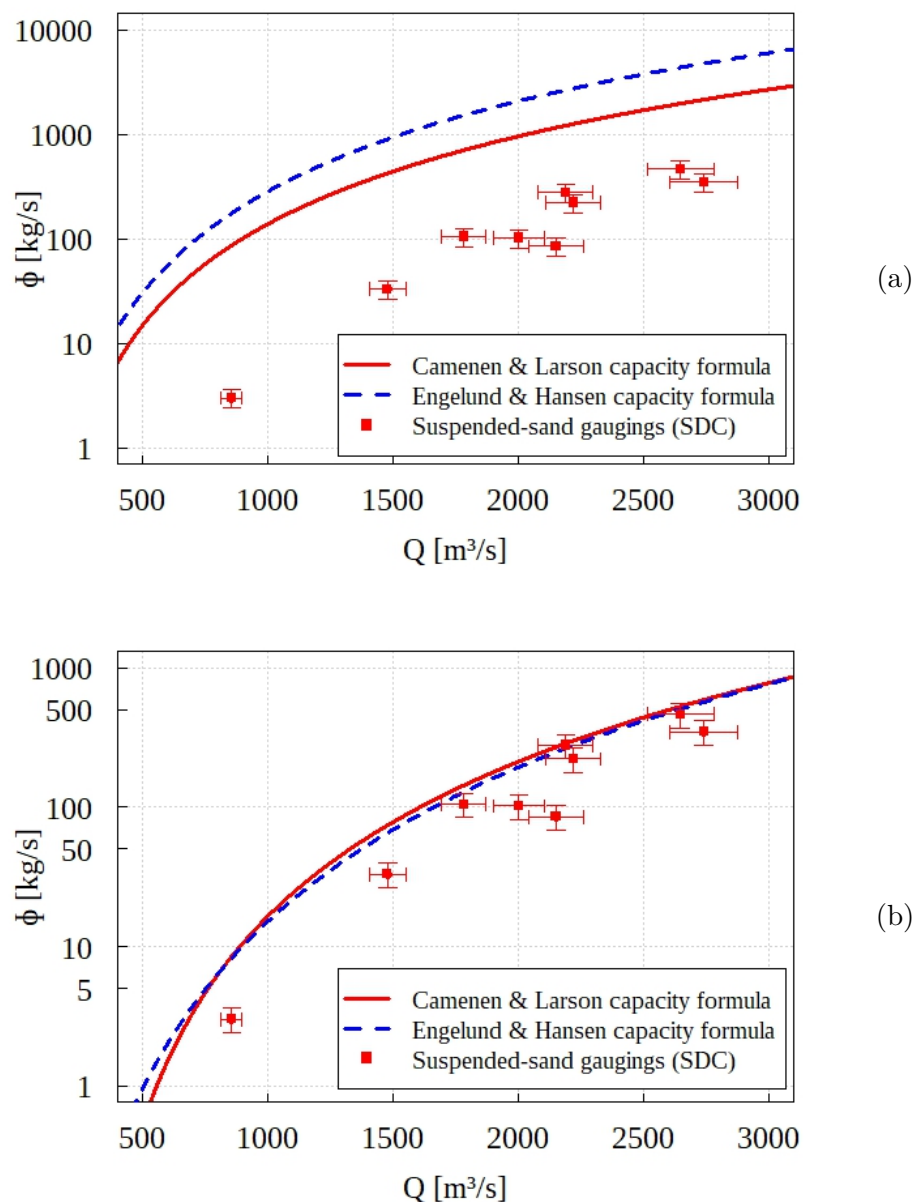 10000
1000
100
10
1
ϕ [kg/s]
Camenen & Larson capacity formula
Engelund & Hansen capacity formula
Suspended-sand gaugings (SDC)
500 1000 1500 2000 2500 3000
Q [m³/s]
(a)
1000
500
100
50
10
5
1
ϕ [kg/s]
Camenen & Larson capacity formula
Engelund & Hansen capacity formula
Suspended-sand gaugings (SDC)
500 1000 1500 2000 2500 3000
Q [m³/s]
(b)